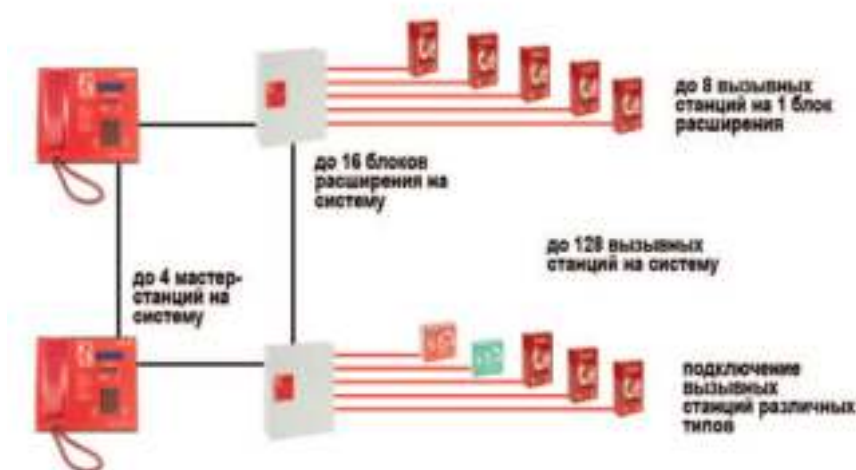 до 8 вызывных
станций на 1 блок
расширения
до 16 блоков
расширения на
систему
до 128 вызывных
станций на систему
до 4 мастер-
станций на
систему
подключение
вызывных
станций различных
типов